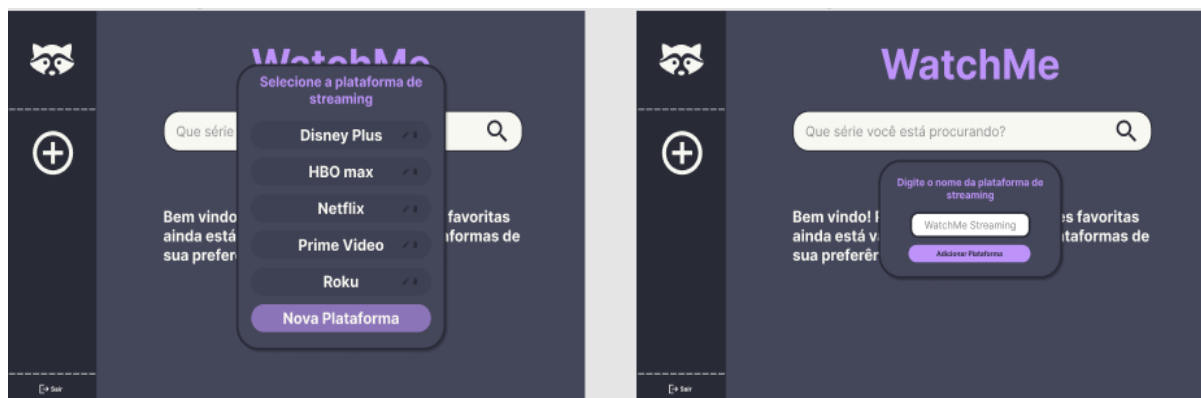 WatchMe
Selecione a plataforma de
streaming
Que série
Disney Plus
HBO max
Netflix
Prime Video
Roku
Nova Plataforma
Bem vindo favoritas
ainda está formas de
sua prefer
Sair
WatchMe
Que série você está procurando?
Digite o nome da plataforma de
streaming
WatchMe Streaming
Adicionar Plataforma
Bem vindo! es favoritas
ainda está v taformas de
sua preferên
Sair